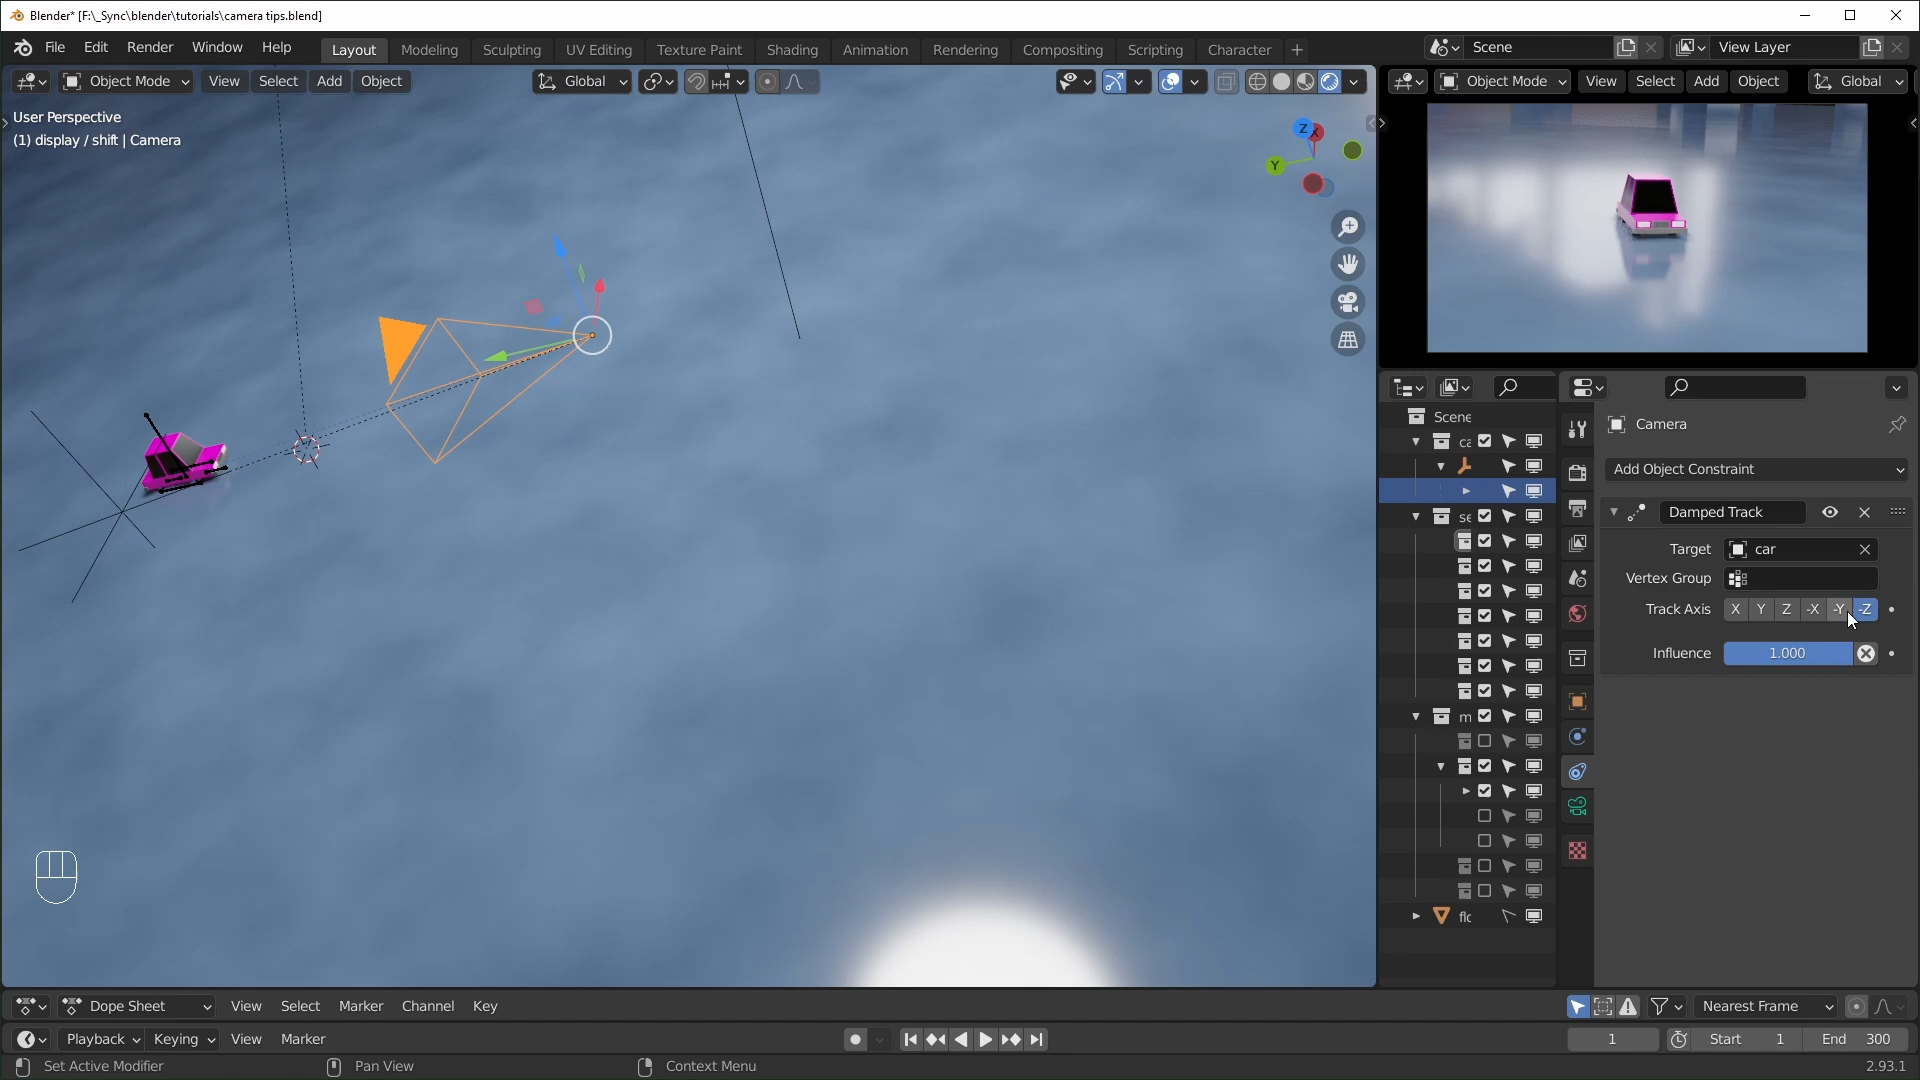 Blender* [F:\_Sync\blender\tutorials\camera tips.blend]
File Edit Render Window Help Layout Modeling Sculpting UV Editing Texture Paint Shading Animation Rendering Compositing Scripting Character + Scene View Layer
Object Mode View Select Add Object Global Object Mode View Select Add Object Global
User Perspective
(1) display / shift | Camera
Z X
Y
Scene
ca
se
m
flo
Camera
Add Object Constraint
Damped Track
Target car
Vertex Group
Track Axis X Y Z -X -Y -Z
Influence 1.000
Dope Sheet View Select Marker Channel Key Nearest Frame
Playback Keying View Marker 1 Start 1 End 300
Set Active Modifier Pan View Context Menu 2.93.1